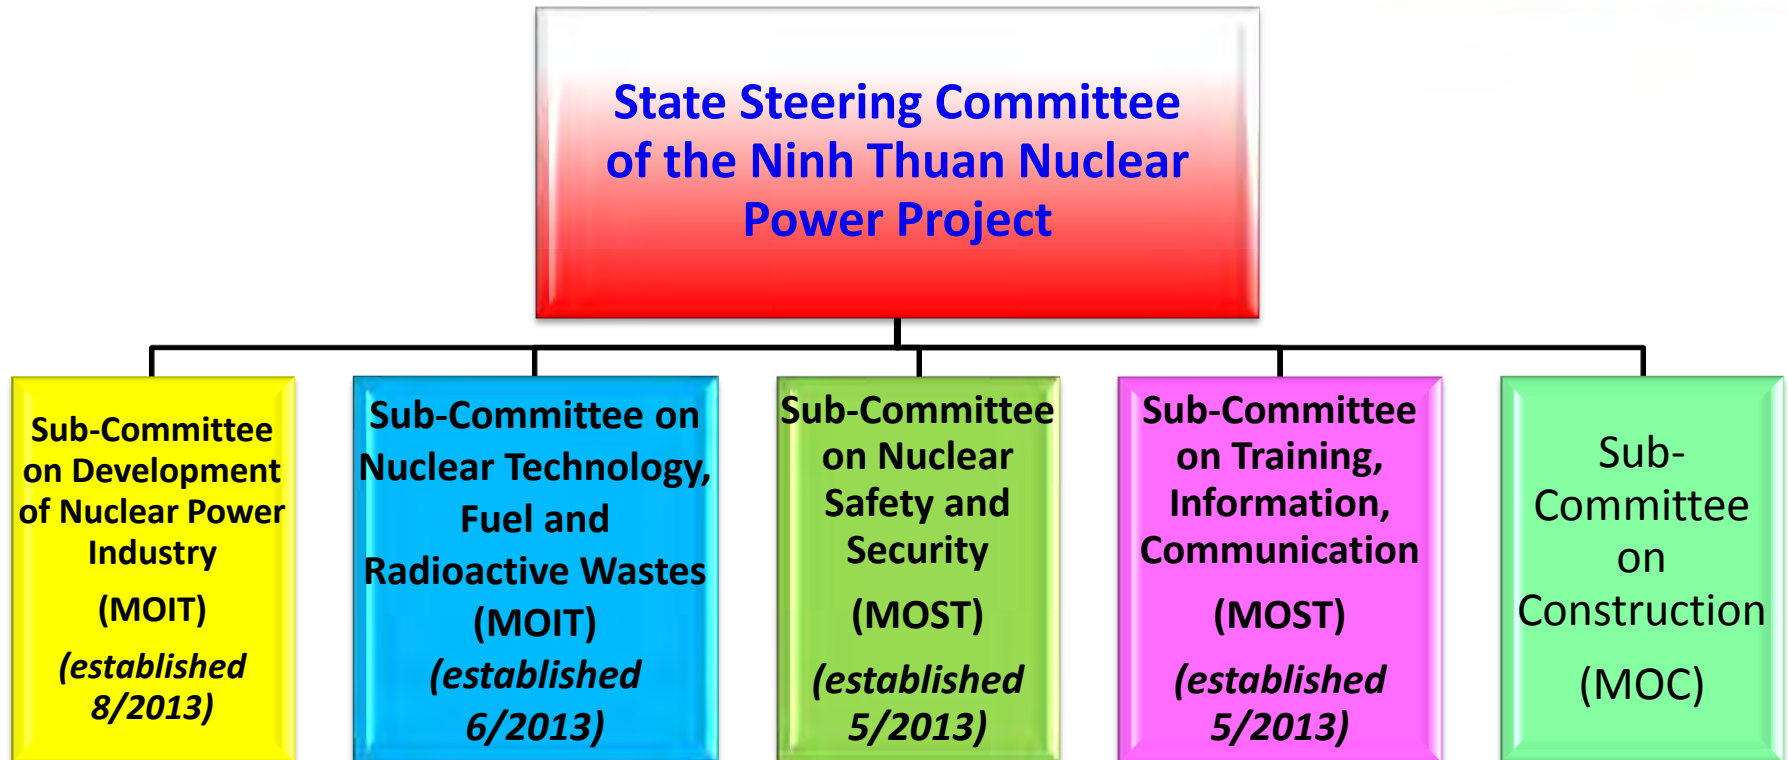 State Steering Committee
of the Ninh Thuan Nuclear
Power Project
Sub-Committee
on Development
of Nuclear Power
Industry
(MOIT)
(established
8/2013)
Sub-Committee on
Nuclear Technology,
Fuel and
Radioactive Wastes
(MOIT)
(established
6/2013)
Sub-Committee
on Nuclear
Safety and
Security
(MOST)
(established
5/2013)
Sub-Committee
on Training,
Information,
Communication
(MOST)
(established
5/2013)
Sub-
Committee
on
Construction
(MOC)